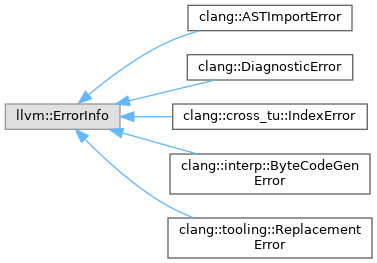 clang::ASTImportError
clang::DiagnosticError
llvm::ErrorInfo
clang::cross_tu::IndexError
clang::interp::ByteCodeGen
Error
clang::tooling::Replacement
Error